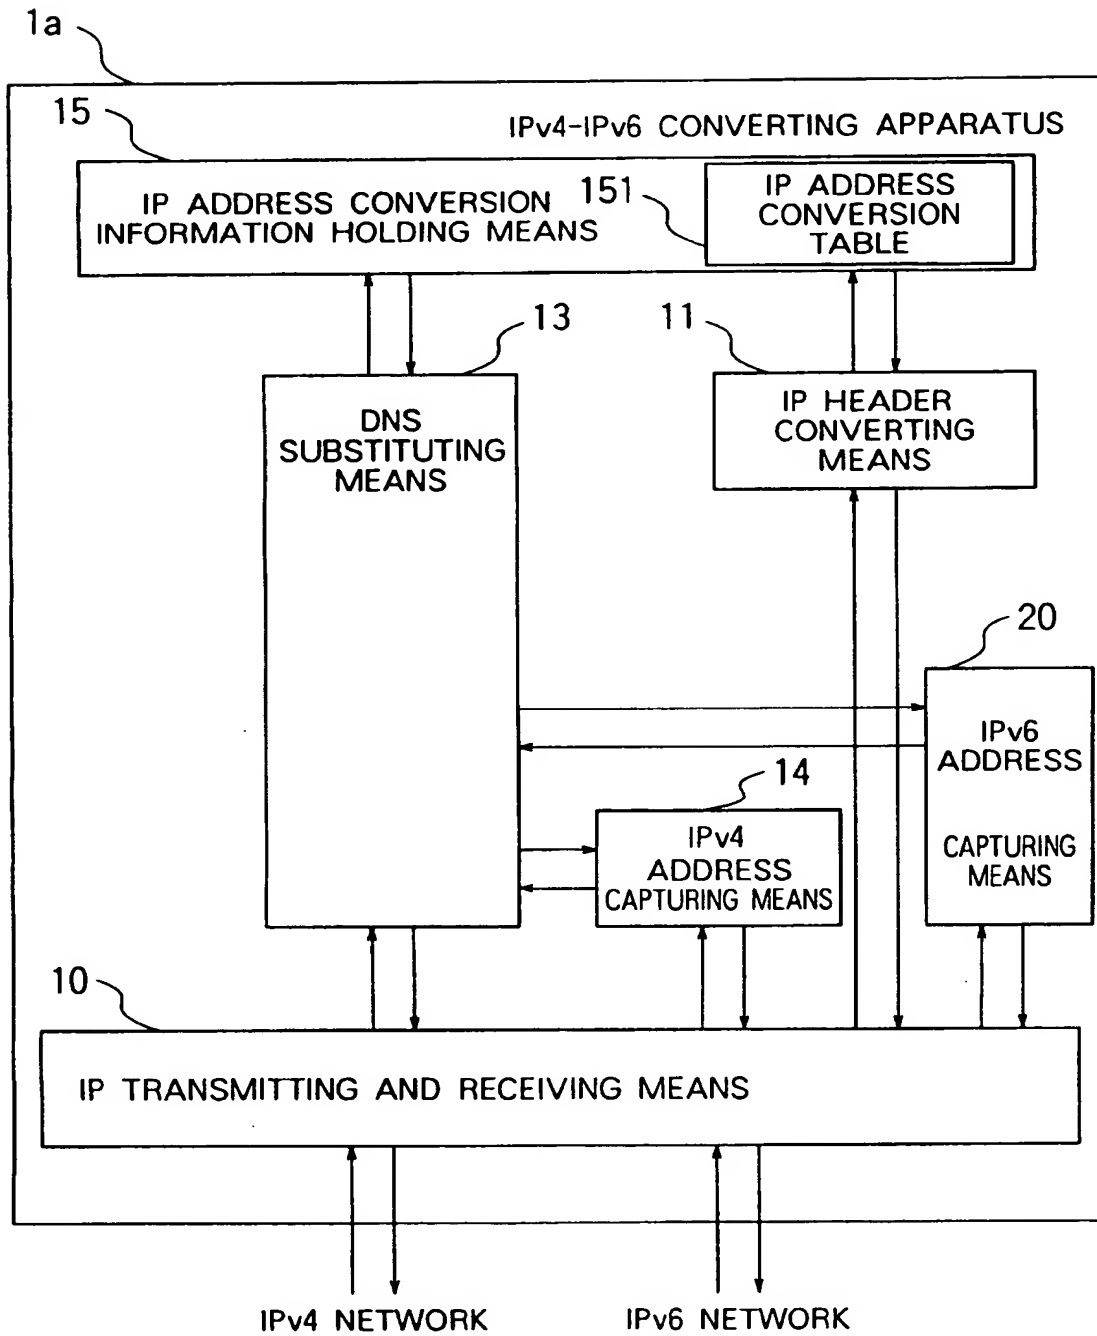 1a
15
IPv4-IPv6 CONVERTING APPARATUS
IP ADDRESS CONVERSION
INFORMATION HOLDING MEANS
151
IP ADDRESS
CONVERSION
TABLE
13
11
DNS
SUBSTITUTING
MEANS
IP HEADER
CONVERTING
MEANS
20
IPv6
ADDRESS
CAPTURING
MEANS
14
IPv4
ADDRESS
CAPTURING MEANS
10
IP TRANSMITTING AND RECEIVING MEANS
IPv4 NETWORK
IPv6 NETWORK